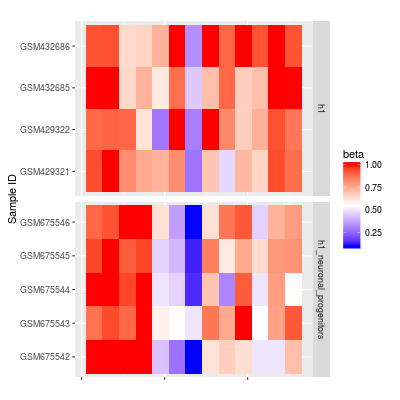 Sample ID
GSM432686
GSM432685
GSM429322
GSM429321
h1
GSM675546
GSM675545
GSM675544
GSM675543
GSM675542
h1_neuronal_progenitors
beta
1.00
0.75
0.50
0.25